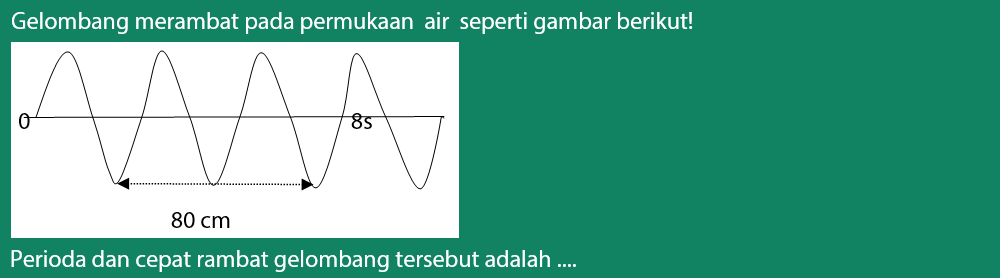 Gelombang merambat pada permukaan air seperti gambar berikut!
0
8s
80 cm
Perioda dan cepat rambat gelombang tersebut adalah ....